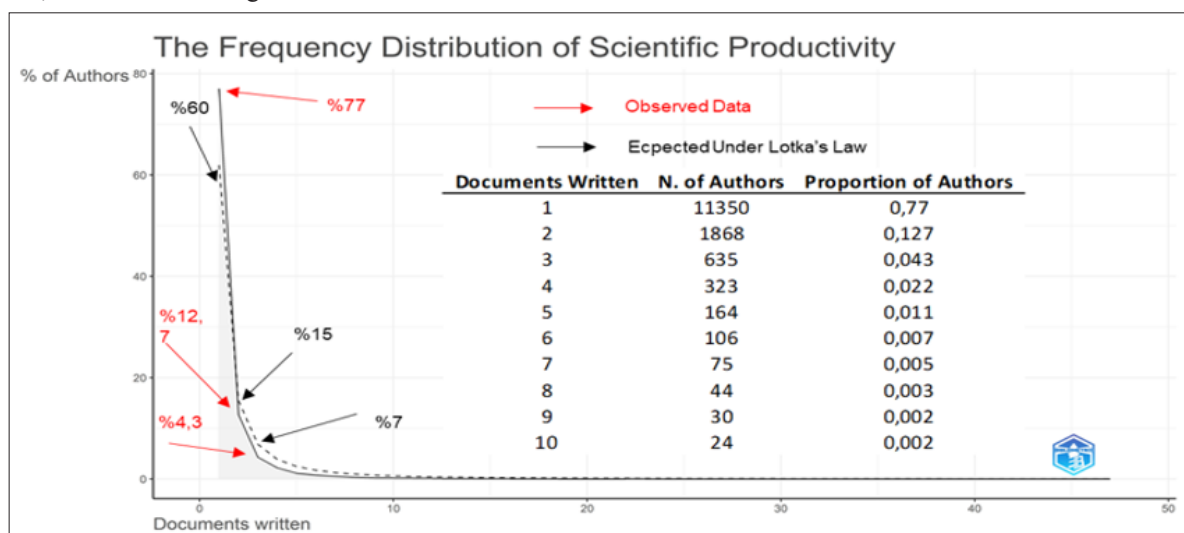 The Frequency Distribution of Scientific Productivity
% of Authors
80
%60
%77
Observed Data
Ecpected Under Lotka's Law
60
Documents Written N. of Authors Proportion of Authors
1 11350 0,77
2 1868 0,127
3 635 0,043
4 323 0,022
5 164 0,011
6 106 0,007
7 75 0,005
8 44 0,003
9 30 0,002
10 24 0,002
40
%12,
7
%15
20
%4,3
%7
0
0 10 20 30 40 50
Documents written